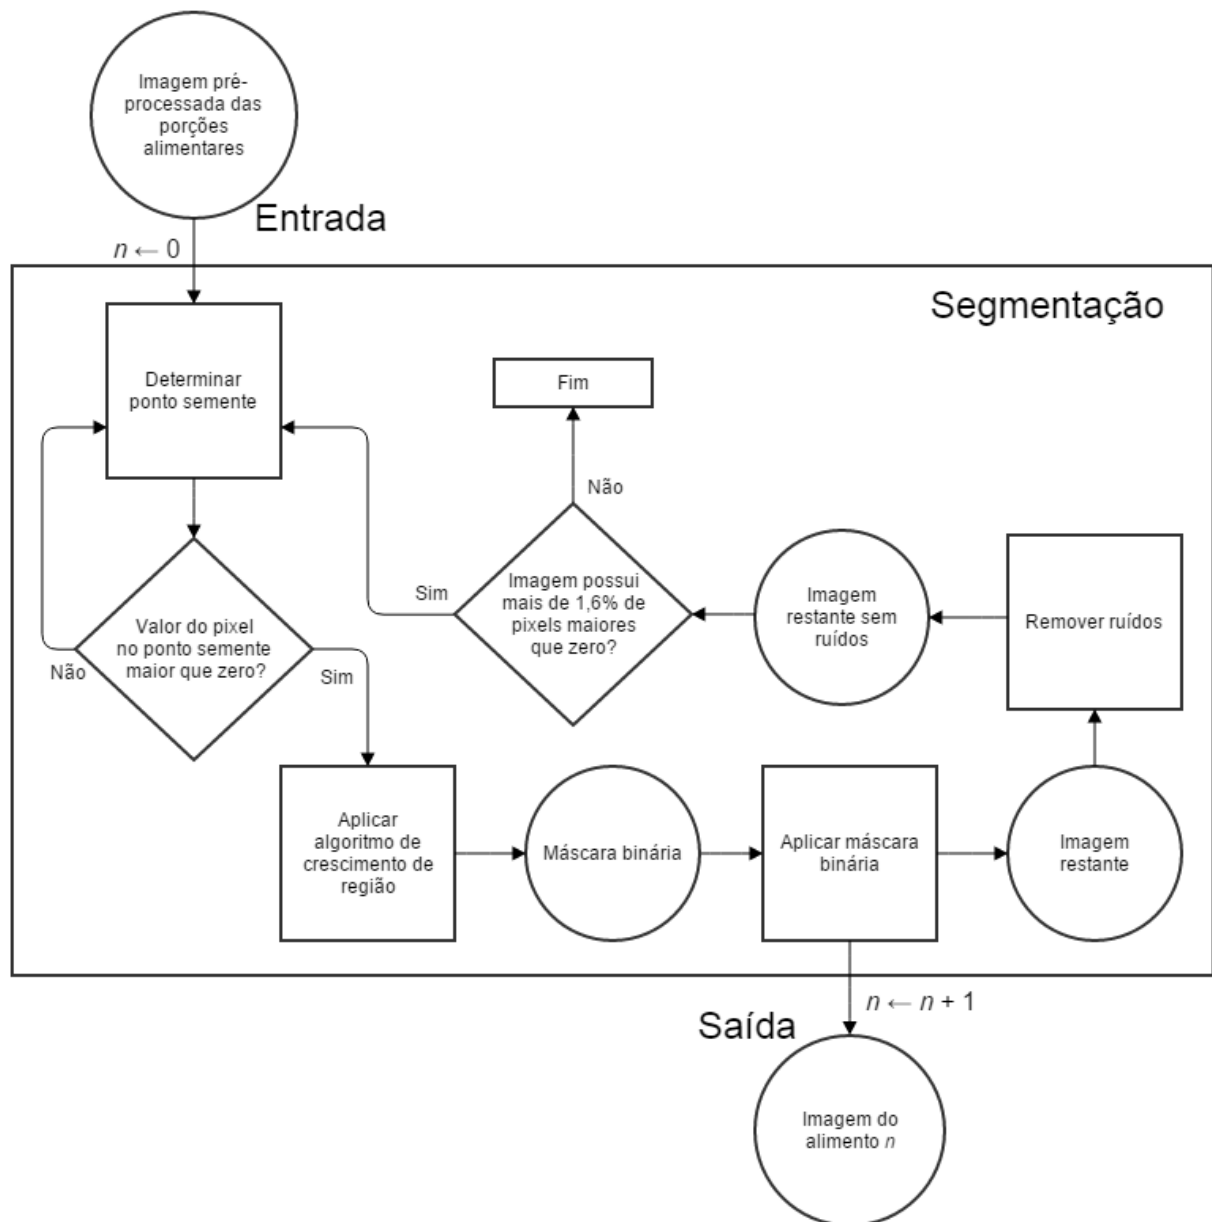 Imagem pré-
processada das
porções
alimentares
Entrada
n ← 0
Segmentação
Determinar
ponto semente
Fim
Não
Sim
Imagem possui
mais de 1,6% de
pixels maiores
que zero?
Imagem
restante sem
ruídos
Remover ruídos
Valor do pixel
no ponto semente
maior que zero?
Não
Sim
Aplicar
algoritmo de
crescimento de
região
Máscara binária
Aplicar máscara
binária
Imagem
restante
n ← n + 1
Saída
Imagem do
alimento n